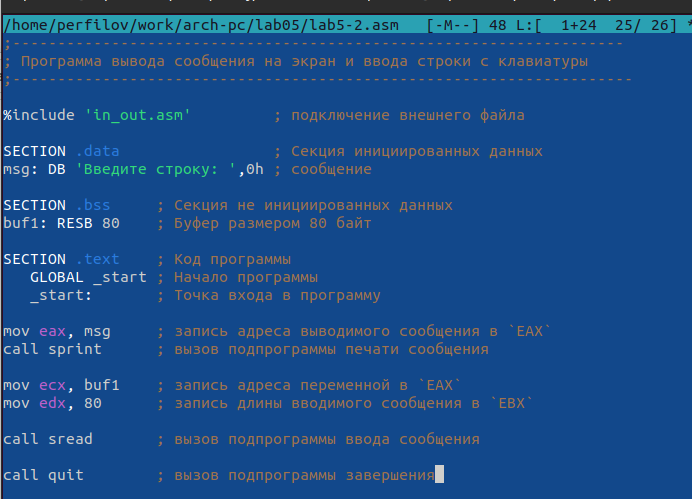 /home/perfilov/work/arch-pc/lab05/lab5-2.asm   [-M--] 48 L:[  1+24  25/ 26] *
;--------------------------------------------------------------------
; Программа вывода сообщения на экран и ввода строки с клавиатуры
;---------------------------------------------------------------------
%include 'in_out.asm'         ; подключение внешнего файла
SECTION .data                 ; Секция инициированных данных
msg: DB 'Введите строку: ',0h ; сообщение
SECTION .bss     ; Секция не инициированных данных
buf1: RESB 80    ; Буфер размером 80 байт
SECTION .text    ; Код программы
   GLOBAL _start ; Начало программы
   _start:       ; Точка входа в программу
mov eax, msg     ; запись адреса выводимого сообщения в `EAX`
call sprint      ; вызов подпрограммы печати сообщения
mov ecx, buf1    ; запись адреса переменной в `EAX`
mov edx, 80      ; запись длины вводимого сообщения в `EBX`
call sread       ; вызов подпрограммы ввода сообщения
call quit        ; вызов подпрограммы завершения